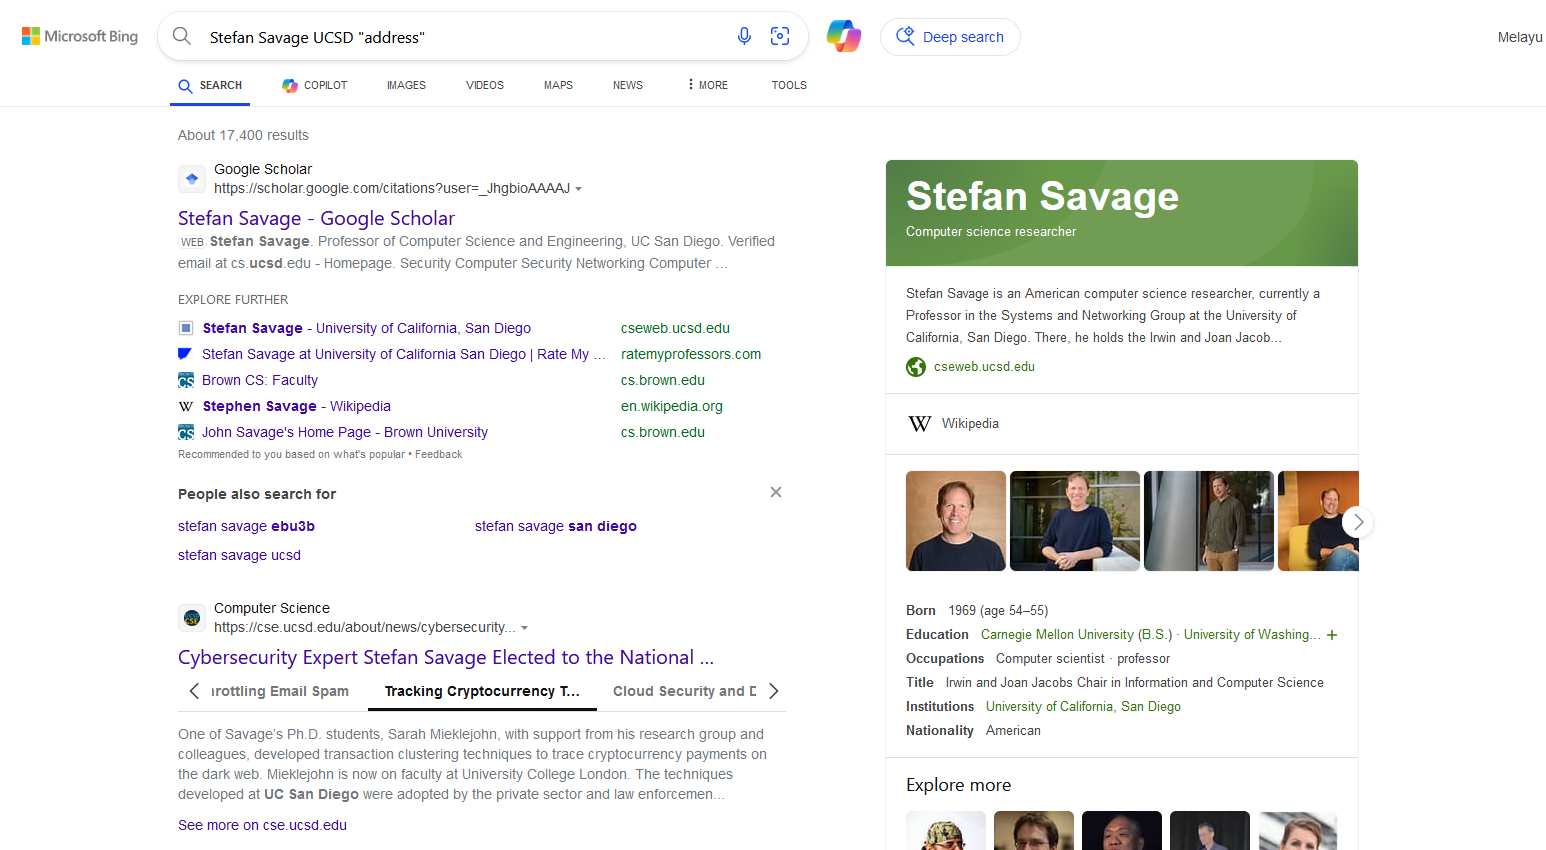 Microsoft Bing
Stefan Savage UCSD "address"
Deep search
Melayu
SEARCH
COPILOT
IMAGES
VIDEOS
MAPS
NEWS
MORE
TOOLS
About 17,400 results
Google Scholar
https://scholar.google.com/citations?user=_JhgbioAAAAJ
Stefan Savage - Google Scholar
WEB Stefan Savage. Professor of Computer Science and Engineering, UC San Diego. Verified
email at cs.ucsd.edu - Homepage. Security Computer Security Networking Computer …
EXPLORE FURTHER
Stefan Savage - University of California, San Diego cseweb.ucsd.edu
Stefan Savage at University of California San Diego | Rate My … ratemyprofessors.com
Brown CS: Faculty cs.brown.edu
Stephen Savage - Wikipedia en.wikipedia.org
John Savage's Home Page - Brown University cs.brown.edu
Recommended to you based on what's popular • Feedback
People also search for
stefan savage ebu3b
stefan savage san diego
stefan savage ucsd
Computer Science
https://cse.ucsd.edu/about/news/cybersecurity...
Cybersecurity Expert Stefan Savage Elected to the National …
rottling Email Spam
Tracking Cryptocurrency T...
Cloud Security and D
One of Savage's Ph.D. students, Sarah Mieklejohn, with support from his research group and
colleagues, developed transaction clustering techniques to trace cryptocurrency payments on
the dark web. Mieklejohn is now on faculty at University College London. The techniques
developed at UC San Diego were adopted by the private sector and law enforcemen...
See more on cse.ucsd.edu
Stefan Savage
Computer science researcher
Stefan Savage is an American computer science researcher, currently a
Professor in the Systems and Networking Group at the University of
California, San Diego. There, he holds the Irwin and Joan Jacob...
cseweb.ucsd.edu
Wikipedia
Born 1969 (age 54–55)
Education Carnegie Mellon University (B.S.) · University of Washing... +
Occupations Computer scientist · professor
Title Irwin and Joan Jacobs Chair in Information and Computer Science
Institutions University of California, San Diego
Nationality American
Explore more